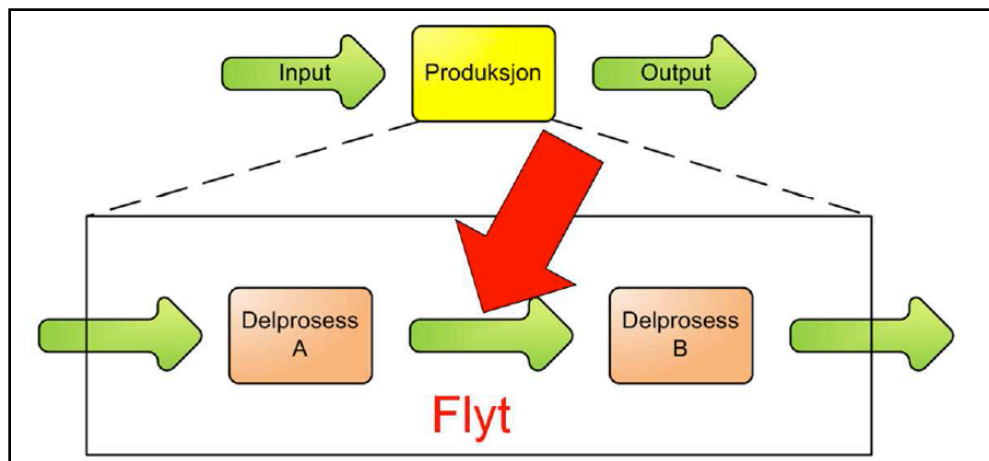 Input
Produksjon
Output
Delprosess
A
Delprosess
B
Flyt